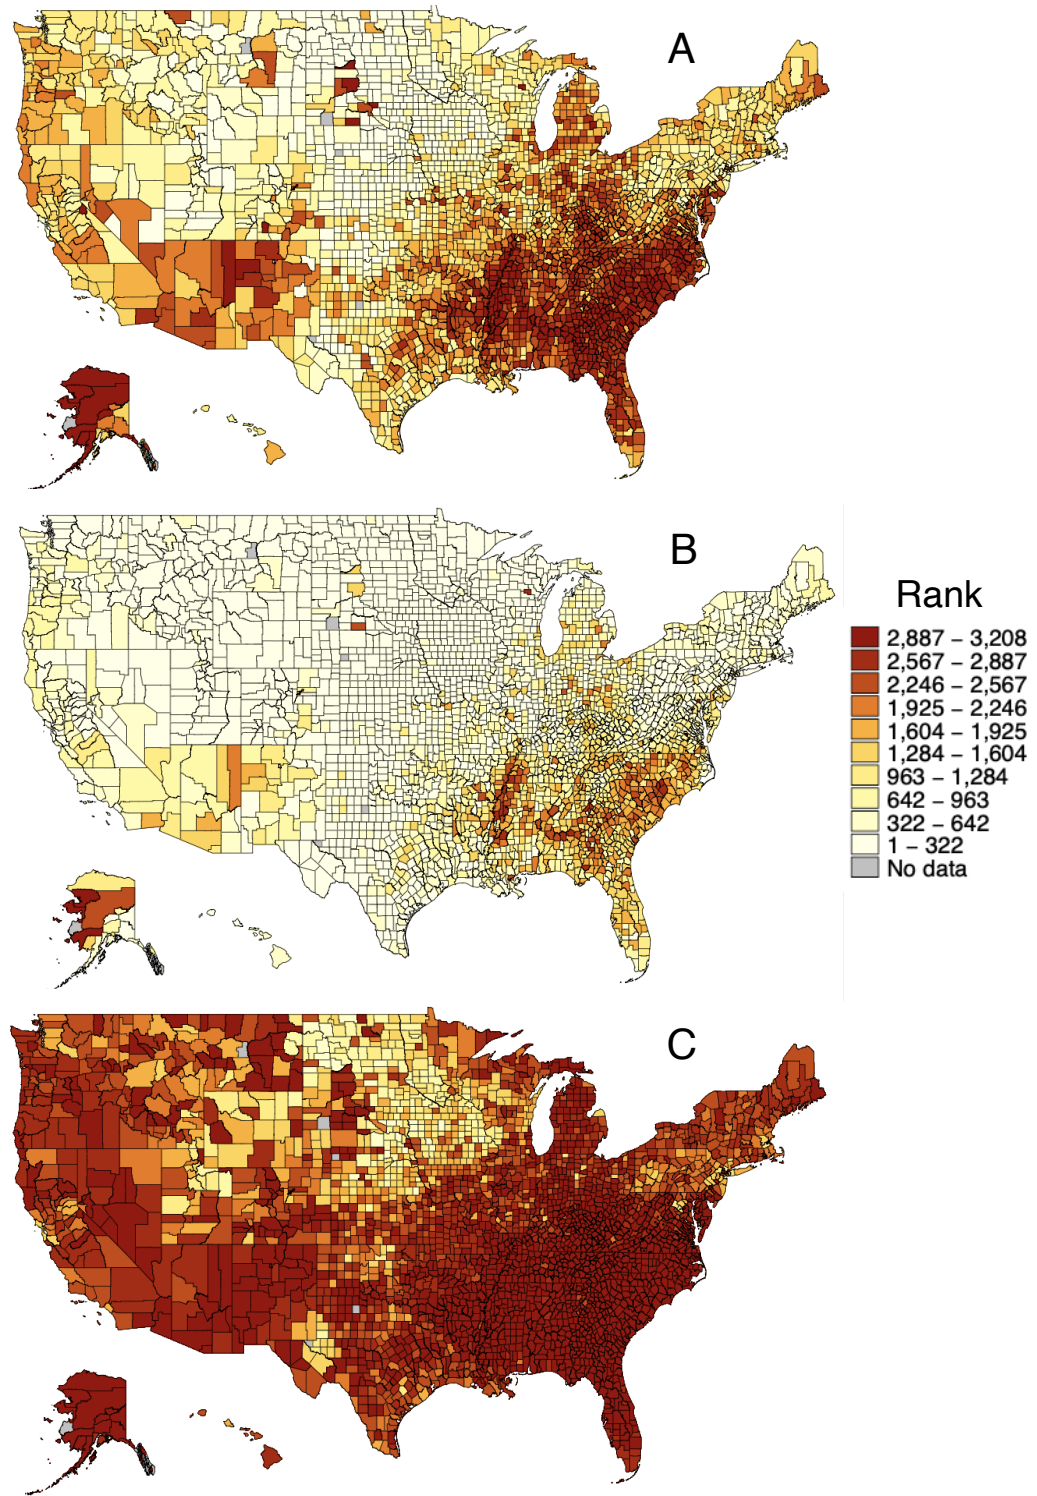 A
B
Rank
2,887 – 3,208
2,567 – 2,887
2,246 – 2,567
1,925 – 2,246
1,604 – 1,925
1,284 – 1,604
963 – 1,284
642 – 963
322 – 642
1 – 322
No data
C